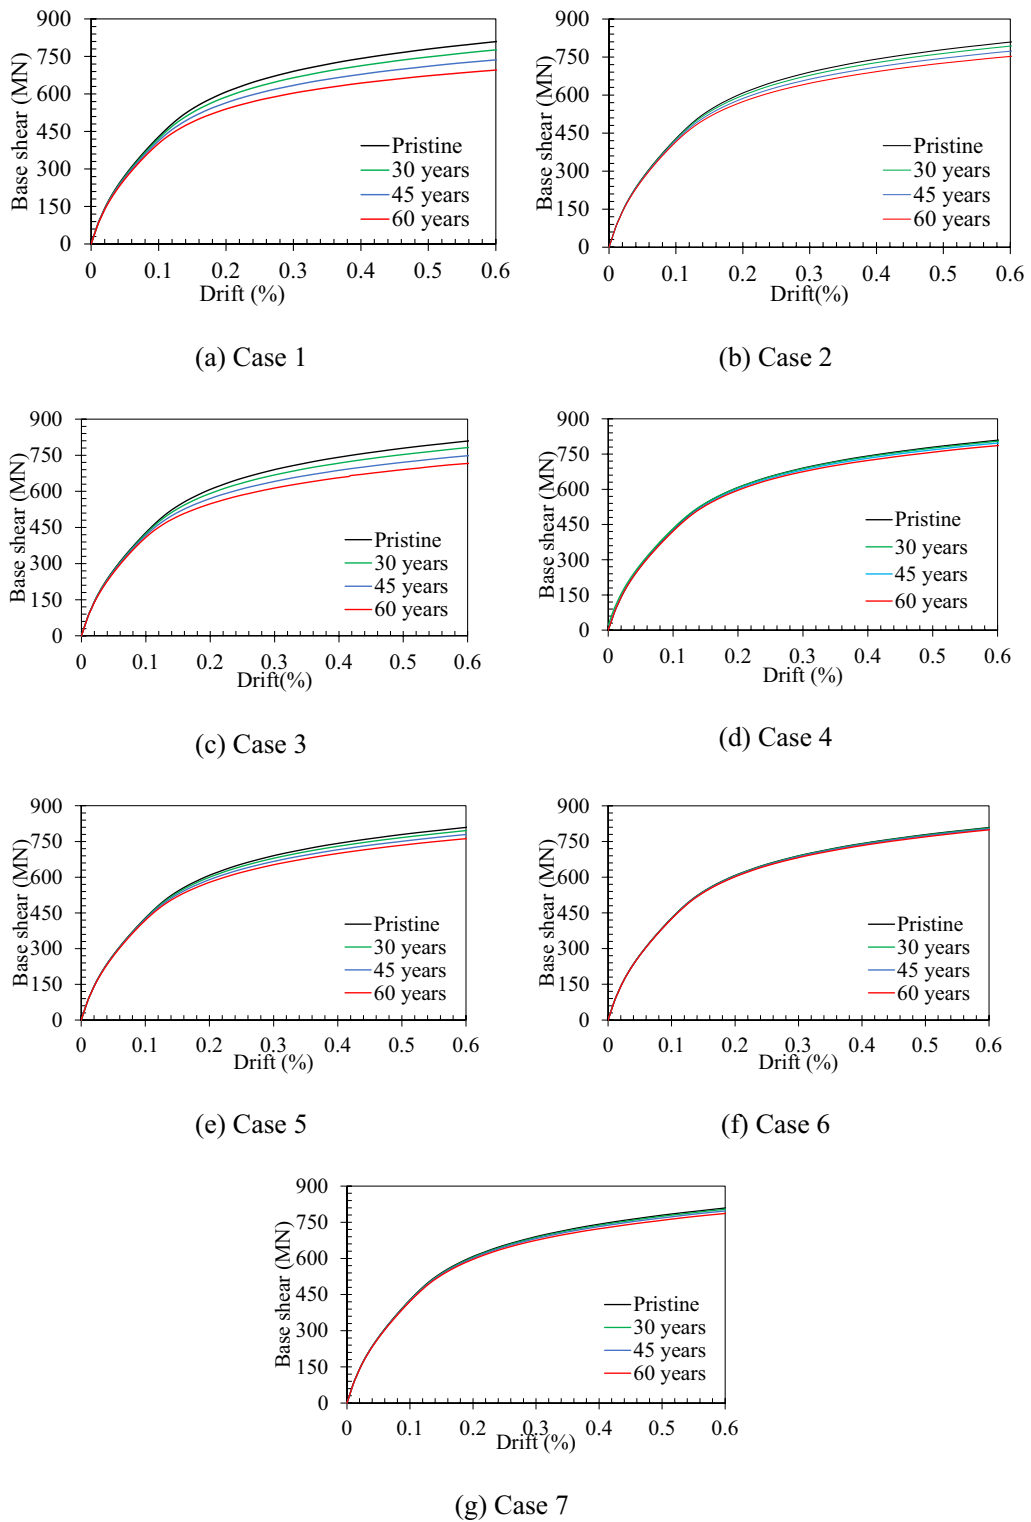 900
750
600
450
300
150
0
Base shear (MN)
Pristine
30 years
45 years
60 years
0 0.1 0.2 0.3 0.4 0.5 0.6
Drift (%)
(a) Case 1
900
750
600
450
300
150
0
Base shear (MN)
Pristine
30 years
45 years
60 years
0 0.1 0.2 0.3 0.4 0.5 0.6
Drift(%)
(b) Case 2
900
750
600
450
300
150
0
Base shear (MN)
Pristine
30 years
45 years
60 years
0 0.1 0.2 0.3 0.4 0.5 0.6
Drift(%)
(c) Case 3
900
750
600
450
300
150
0
Base shear (MN)
Pristine
30 years
45 years
60 years
0 0.1 0.2 0.3 0.4 0.5 0.6
Drift (%)
(d) Case 4
900
750
600
450
300
150
0
Base shear (MN)
Pristine
30 years
45 years
60 years
0 0.1 0.2 0.3 0.4 0.5 0.6
Drift (%)
(e) Case 5
900
750
600
450
300
150
0
Base shear (MN)
Pristine
30 years
45 years
60 years
0 0.1 0.2 0.3 0.4 0.5 0.6
Drift (%)
(f) Case 6
900
750
600
450
300
150
0
Base shear (MN)
Pristine
30 years
45 years
60 years
0 0.1 0.2 0.3 0.4 0.5 0.6
Drift (%)
(g) Case 7